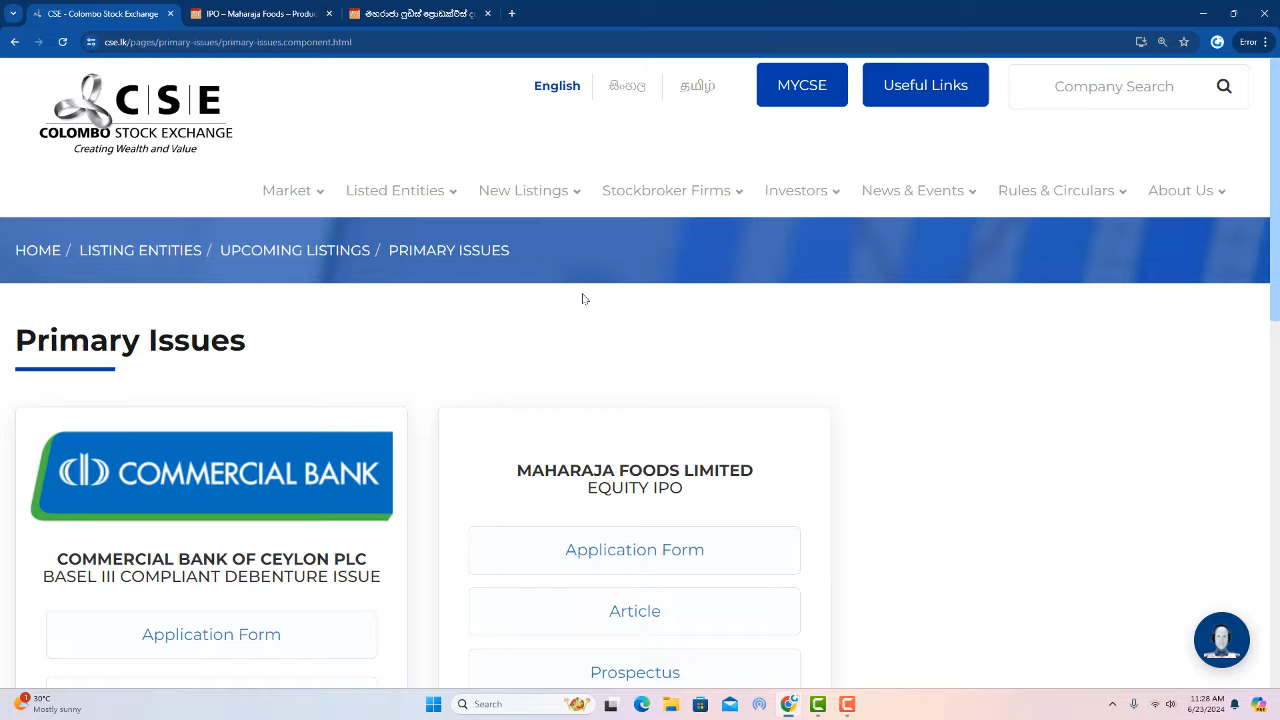 CSE - Colombo Stock Exchange
IPO – Maharaja Foods - Produc
මහරාජා ෆුඩ්ස් ප්‍රොඩක්ට්ස් ද
cse.lk/pages/primary-issues/primary-issues.component.html
Error
CSE
COLOMBO STOCK EXCHANGE
Creating Wealth and Value
English
සිංහල
தமிழ்
MYCSE
Useful Links
Company Search
Market
Listed Entities
New Listings
Stockbroker Firms
Investors
News & Events
Rules & Circulars
About Us
HOME / LISTING ENTITIES / UPCOMING LISTINGS / PRIMARY ISSUES
Primary Issues
COMMERCIAL BANK
COMMERCIAL BANK OF CEYLON PLC
BASEL III COMPLIANT DEBENTURE ISSUE
Application Form
MAHARAJA FOODS LIMITED
EQUITY IPO
Application Form
Article
Prospectus
1
30°C
Mostly sunny
Search
11:28 AM
6/23/2024